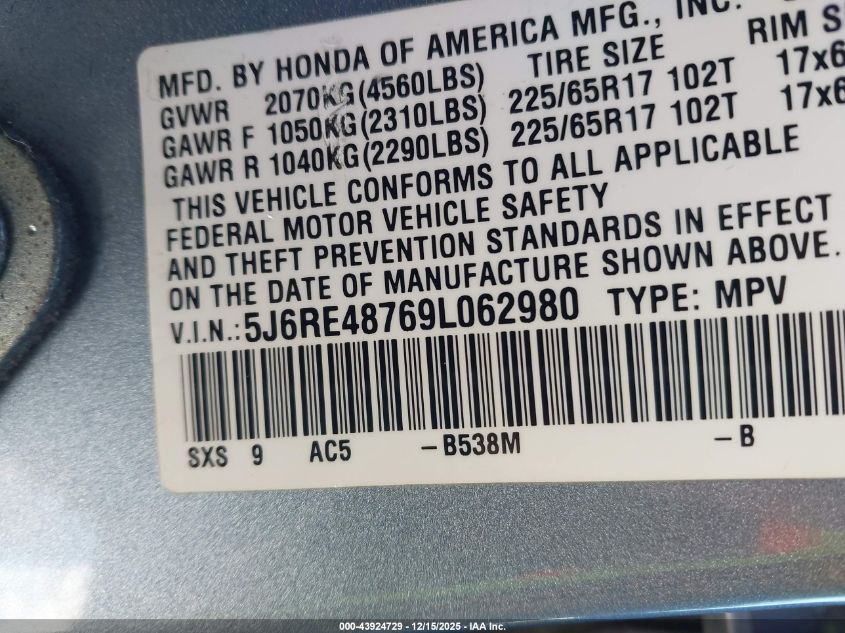 MFD. BY HONDA OF AMERICA MFG., INC.
GVWR 2070KG(4560LBS) TIRE SIZE RIM S
GAWR F 1050KG(2310LBS) 225/65R17 102T 17x6
GAWR R 1040KG(2290LBS) 225/65R17 102T 17x6
THIS VEHICLE CONFORMS TO ALL APPLICABLE
FEDERAL MOTOR VEHICLE SAFETY
AND THEFT PREVENTION STANDARDS IN EFFECT
ON THE DATE OF MANUFACTURE SHOWN ABOVE.
V.I.N.: 5J6RE48769L062980 TYPE: MPV
SXS 9 AC5 -B538M -B
000-43924729 - 12/15/2025 - IAA Inc.